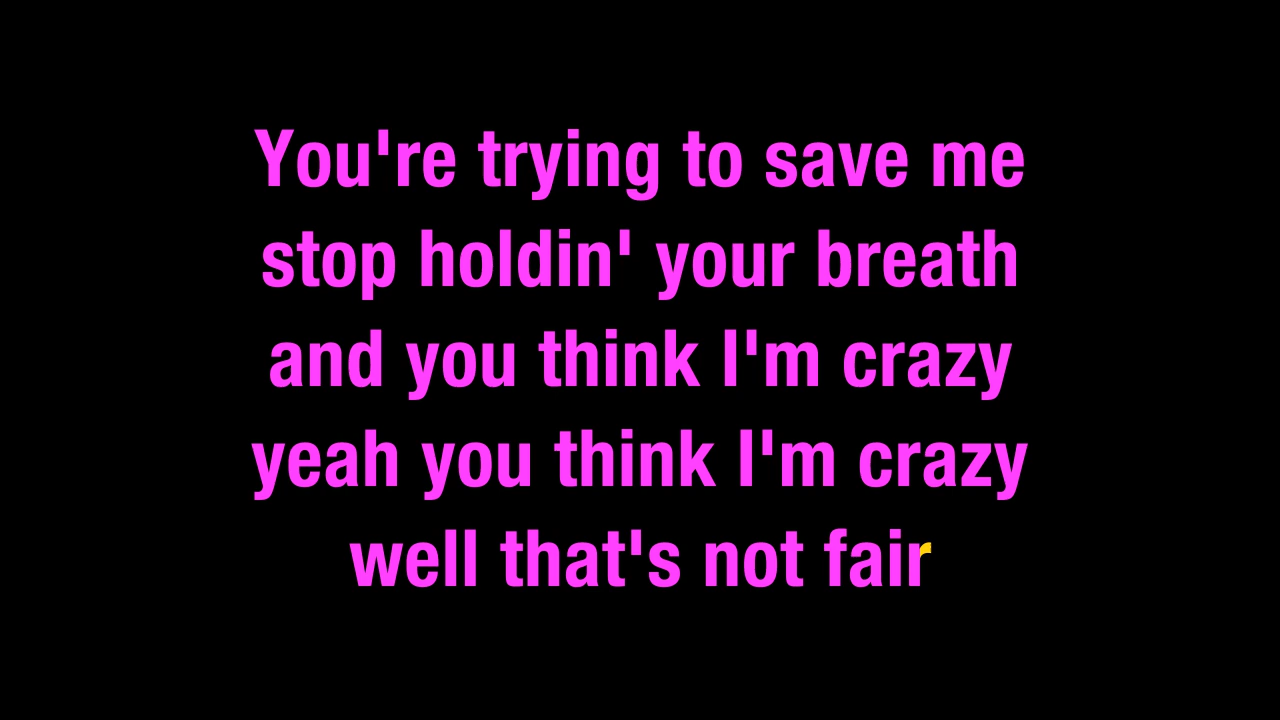 You're trying to save me
stop holdin' your breath
and you think I'm crazy
yeah you think I'm crazy
well that's not fair